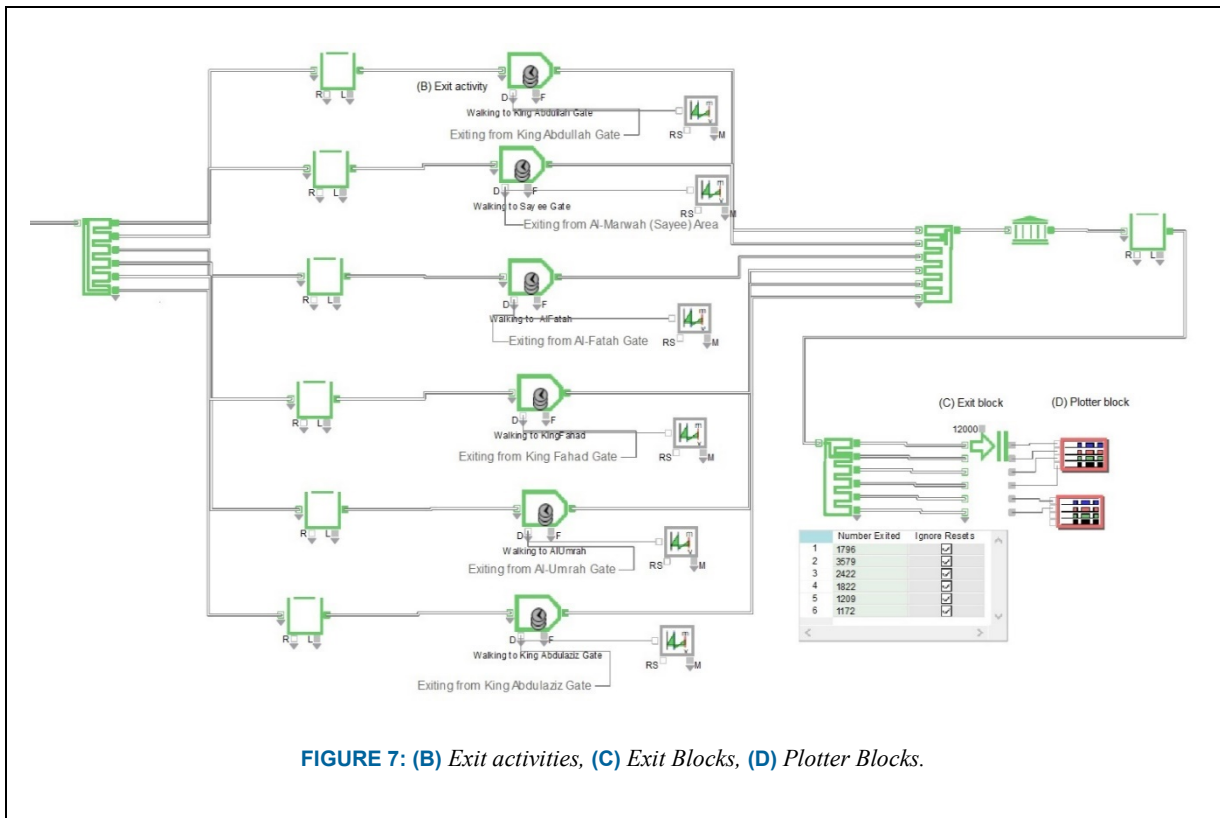 (B) Exit activity
R L
D F
Walking to King Abdullah Gate
Exiting from King Abdullah Gate
RS M
R L
D F
Walking to Sayee Gate
Exiting from Al-Marwah (Sayee) Area
RS M
R L
D F
Walking to AlFatah
Exiting from Al-Fatah Gate
RS M
R L
D F
Walking to KingFahad
Exiting from King Fahad Gate
RS M
R L
D F
Walking to AlUmrah
Exiting from Al-Umrah Gate
RS M
R L
D F
Walking to King Abdulaziz Gate
Exiting from King Abdulaziz Gate
RS M
R L
(C) Exit block
(D) Plotter block
12000
Number Exited Ignore Resets
1 1796
2 3579
3 2422
4 1822
5 1209
6 1172
FIGURE 7: (B) Exit activities, (C) Exit Blocks, (D) Plotter Blocks.